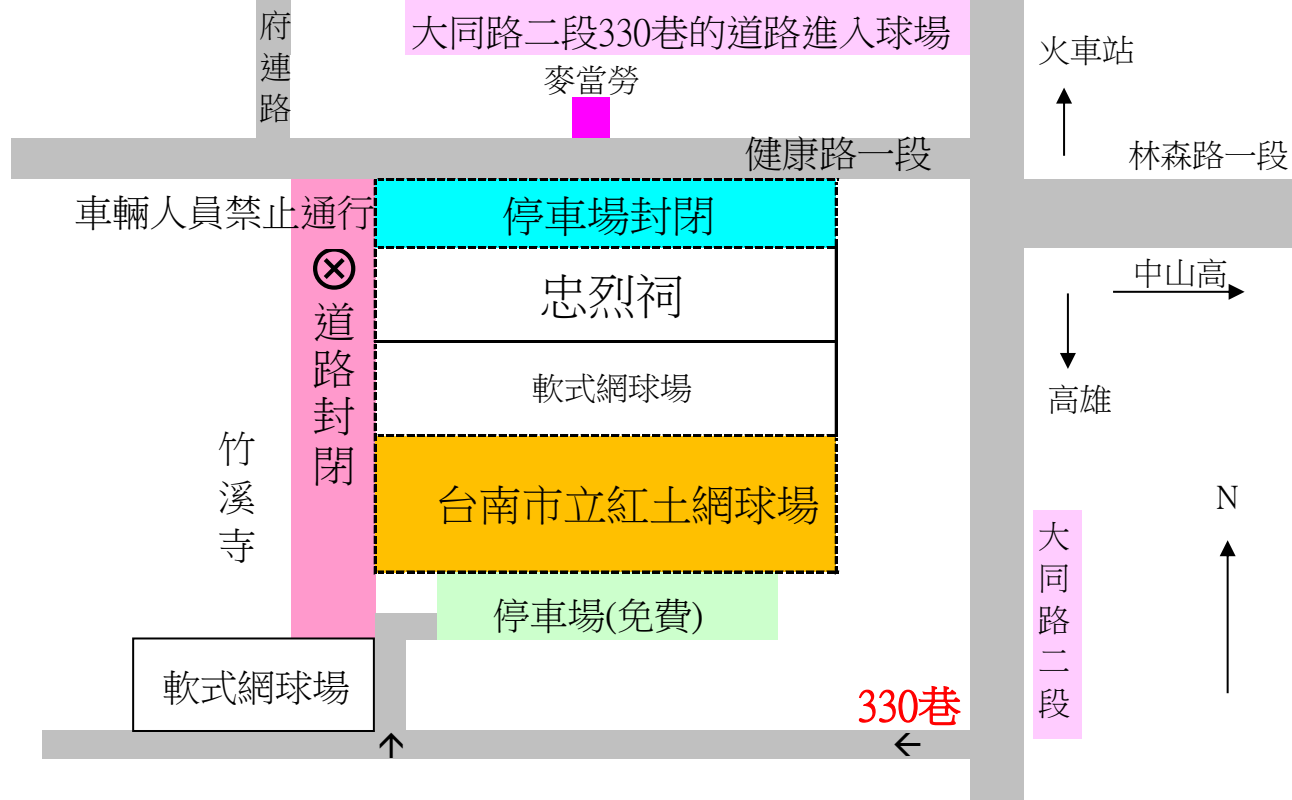 府連路
大同路二段330巷的道路進入球場
火車站
麥當勞
健康路一段
林森路一段
車輛人員禁止通行
停車場封閉
道路封閉
忠烈祠
中山高
軟式網球場
高雄
竹溪寺
台南市立紅土網球場
N
大同路二段
停車場(免費)
軟式網球場
330巷